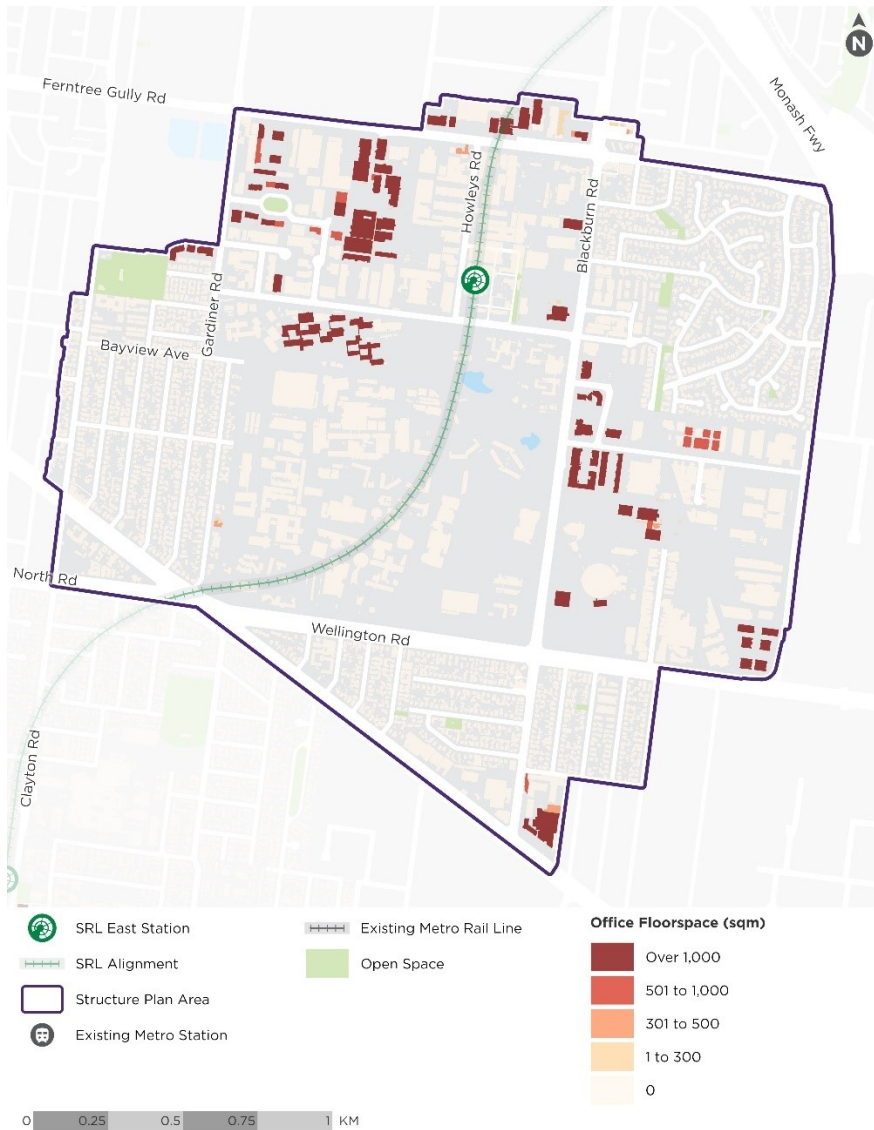 N
Ferntree Gully Rd
Monash Fwy
Howleys Rd
Blackburn Rd
Gardiner Rd
Bayview Ave
North Rd
Wellington Rd
Clayton Rd
SRL East Station
SRL Alignment
Structure Plan Area
Existing Metro Station
Existing Metro Rail Line
Open Space
Office Floorspace (sqm)
Over 1,000
501 to 1,000
301 to 500
1 to 300
0
0 0.25 0.5 0.75 1 KM